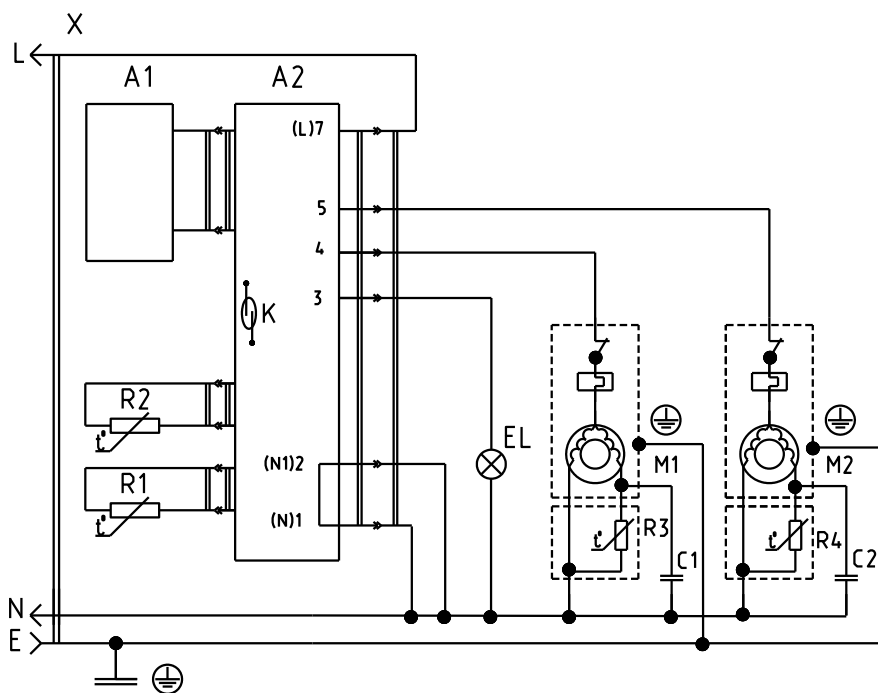 X
L
A1
A2
(L)7
5
4
3
K
R2
t°
EL
M1
M2
(N1)2
R1
t°
(N)1
t°
R3
t°
R4
C1
C2
N
E